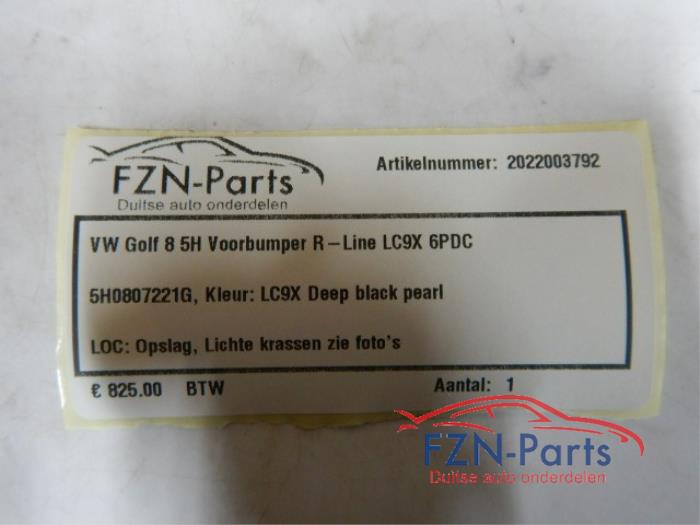 FZN-Parts
Duitse auto onderdelen
Artikelnummer: 2022003792
VW Golf 8 5H Voorbumper R-Line LC9X 6PDC
5H0807221G, Kleur: LC9X Deep black pearl
LOC: Opslag, Lichte krassen zie foto's
€ 825.00 BTW
Aantal: 1
FZN-Parts
Duitse auto onderdelen